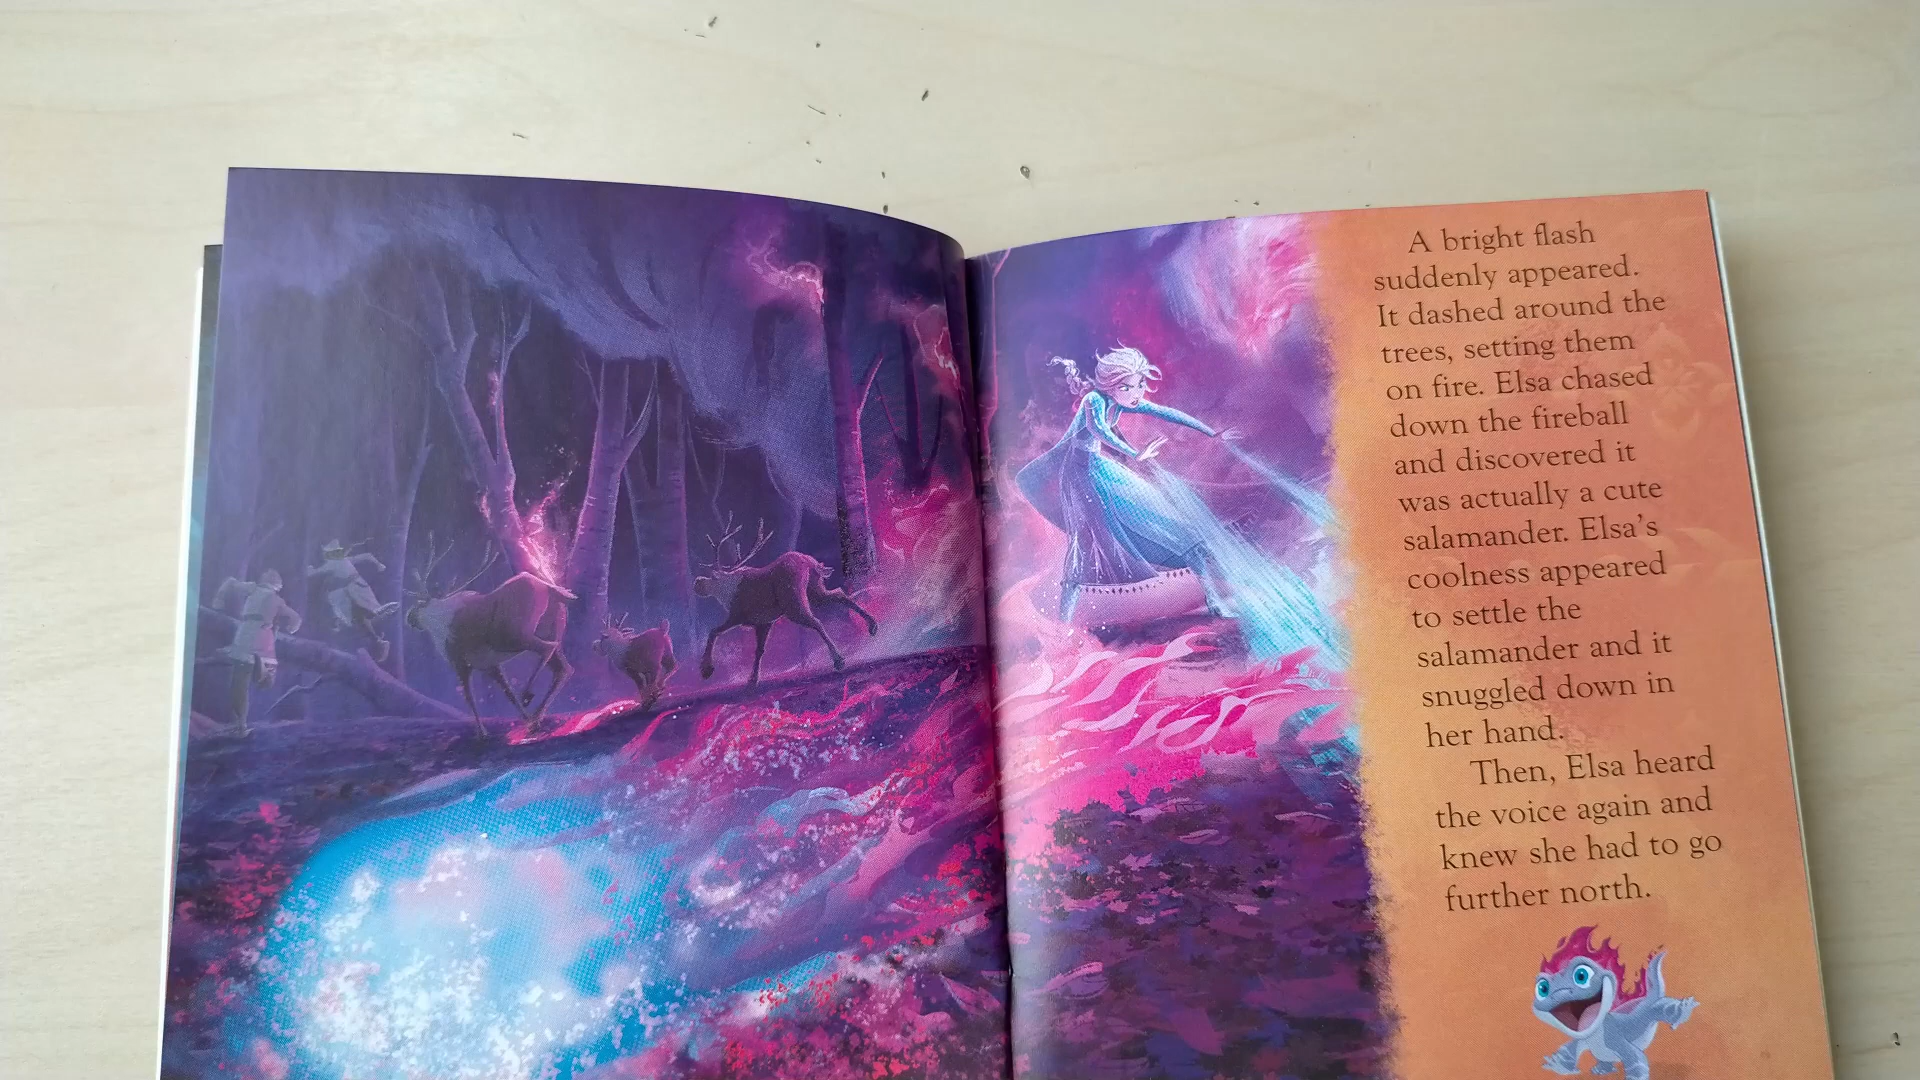 A bright flash
suddenly appeared.
It dashed around the
trees, setting them
on fire. Elsa chased
down the fireball
and discovered it
was actually a cute
salamander. Elsa’s
coolness appeared
to settle the
salamander and it
snuggled down in
her hand.
Then, Elsa heard
the voice again and
knew she had to go
further north.